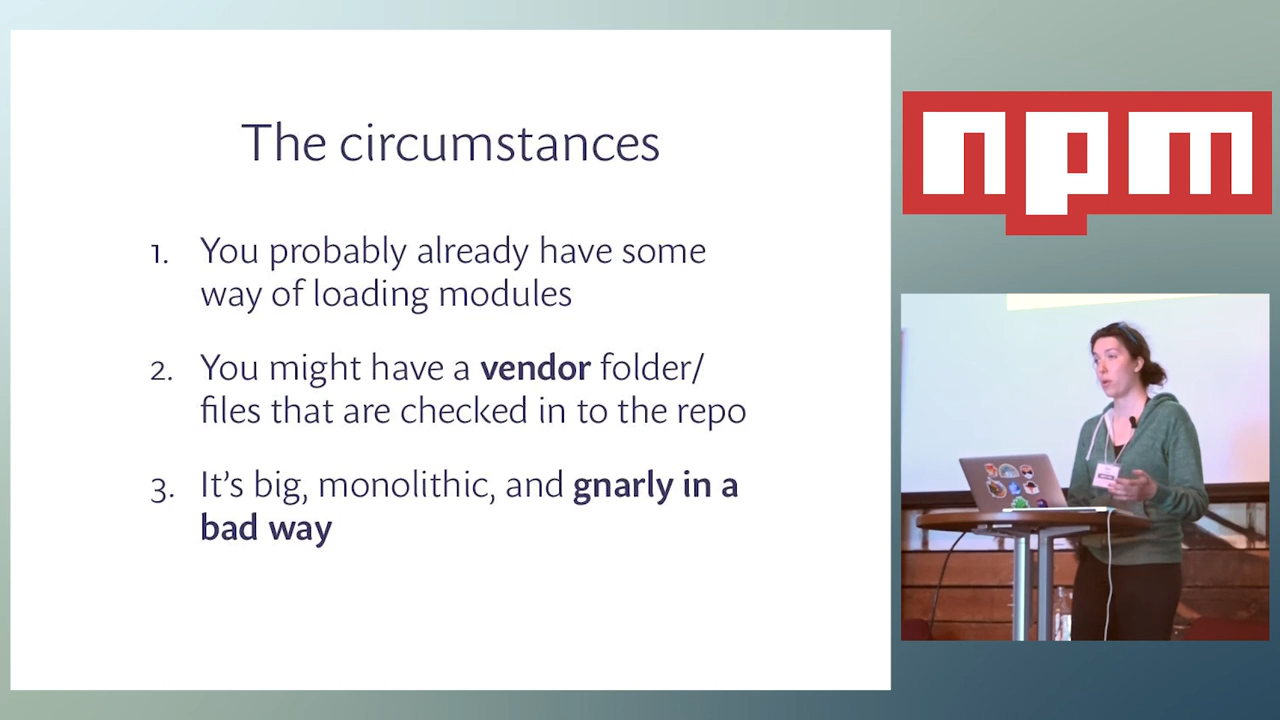 The circumstances
1. You probably already have some
way of loading modules
2. You might have a vendor folder/
files that are checked in to the repo
3. It's big, monolithic, and gnarly in a
bad way
npm